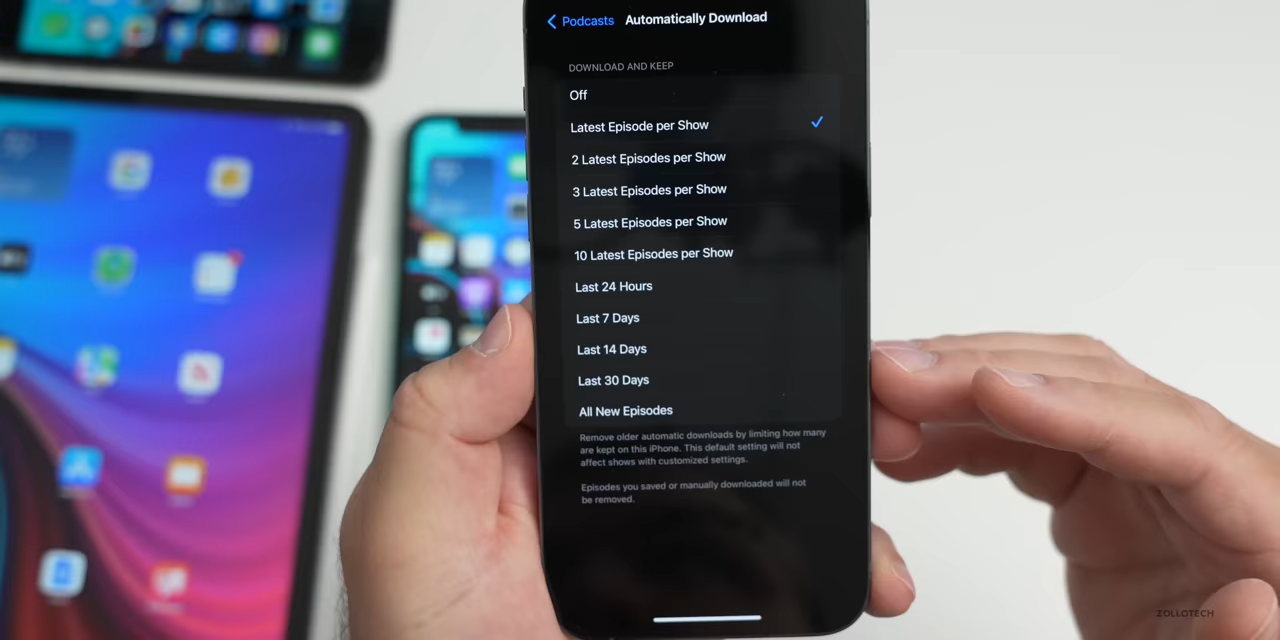 Podcasts Automatically Download
DOWNLOAD AND KEEP
Off
Latest Episode per Show
2 Latest Episodes per Show
3 Latest Episodes per Show
5 Latest Episodes per Show
10 Latest Episodes per Show
Last 24 Hours
Last 7 Days
Last 14 Days
Last 30 Days
All New Episodes
Remove older automatic downloads by limiting how many
are kept on this iPhone. This default setting will not
affect shows with customized settings.
Episodes you saved or manually downloaded will not
be removed.
ZOLLOTECH